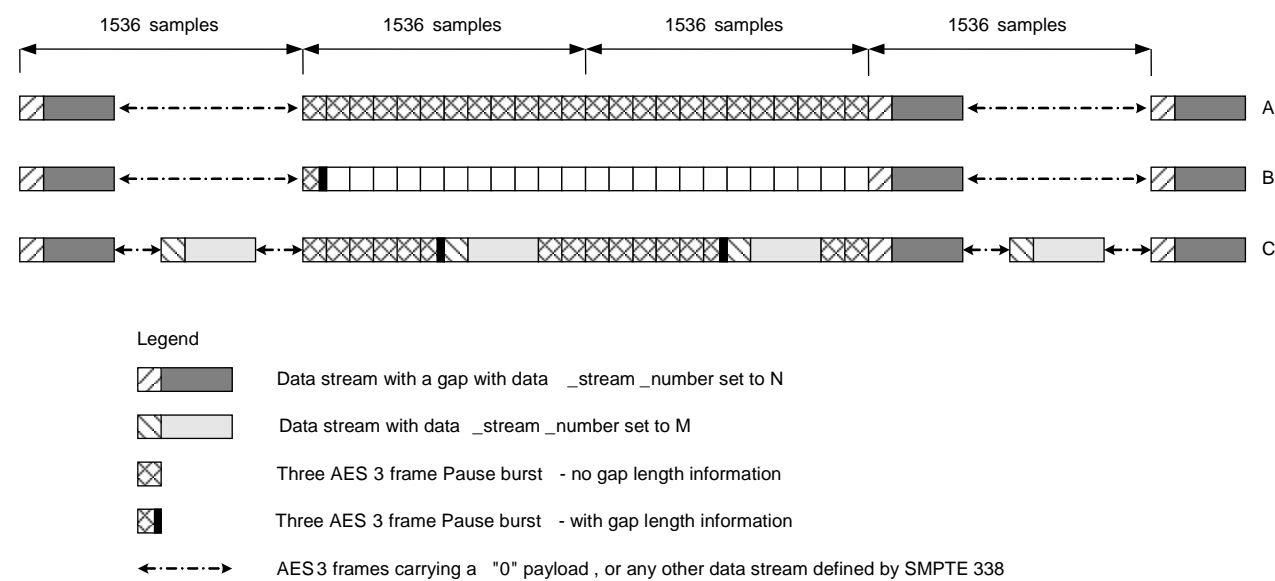 1536 samples 1536 samples 1536 samples 1536 samples
A
B
C
Legend
Data stream with a gap with data _stream _number set to N
Data stream with data _stream _number set to M
Three AES 3 frame Pause burst - no gap length information
Three AES 3 frame Pause burst - with gap length information
AES 3 frames carrying a "0" payload , or any other data stream defined by SMPTE 338